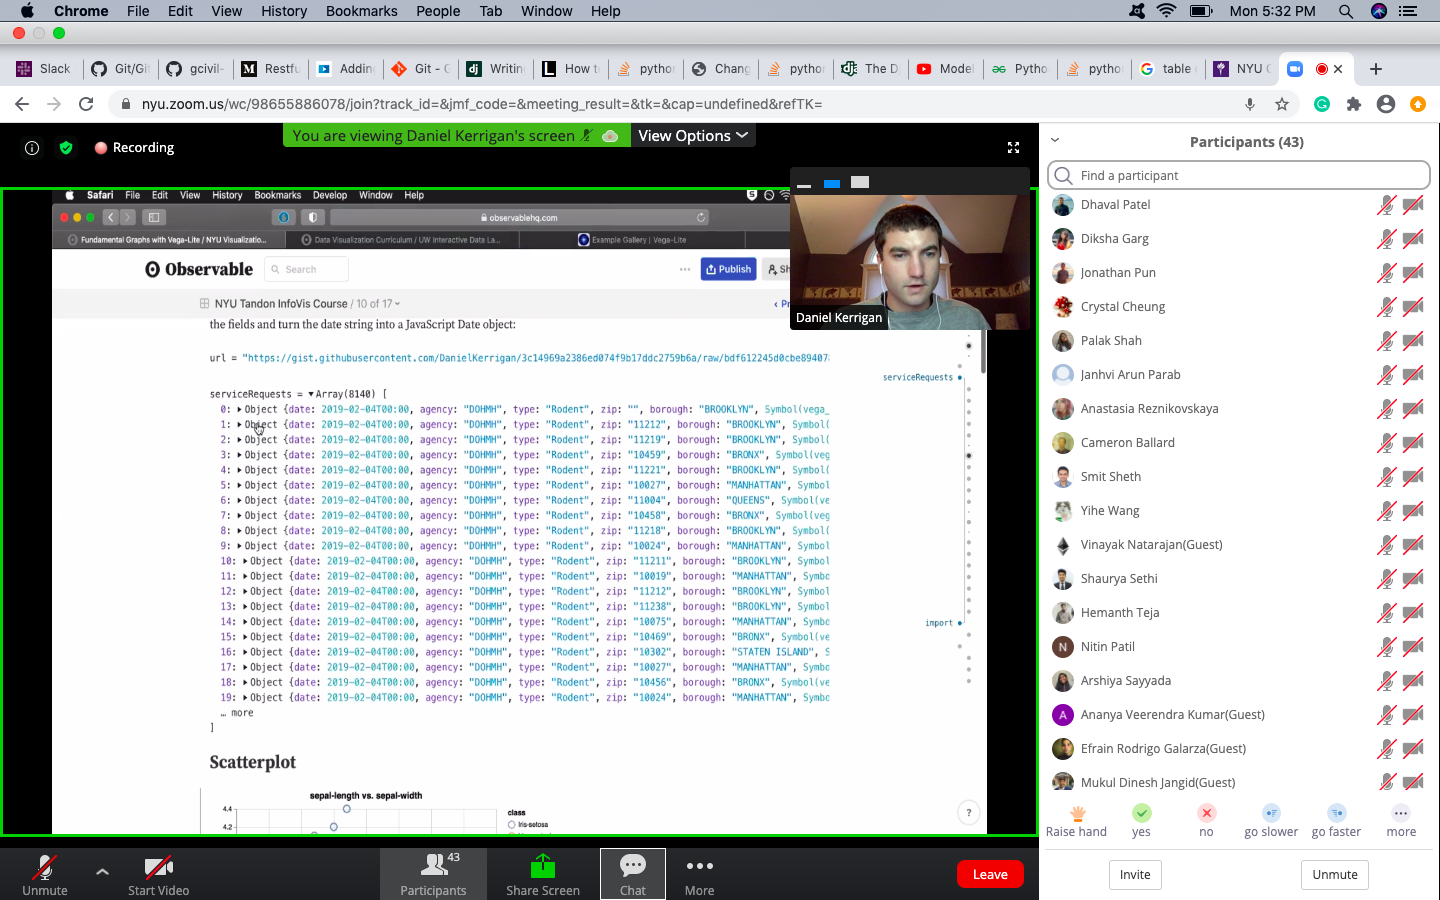 Chrome File Edit View History Bookmarks People Tab Window Help Mon 5:32 PM
Slack Git/Git gcivil- Restfu Addin Git - G Writin How t python Chang python The D Model Pytho pytho table NYU
nyu.zoom.us/wc/98655886078/join?track_id=&jmf_code=&meeting_result=&tk=&cap=undefined&refTK=
You are viewing Daniel Kerrigan's screen View Options
Recording
Safari File Edit View History Bookmarks Develop Window Help
observablehq.com
Fundamental Graphs with Vega-Lite / NYU Visualizatio... Data Visualization Curriculum / UW Interactive Data La... Example Gallery | Vega-Lite
Observable Search ... Publish Sh
NYU Tandon InfoVis Course / 10 of 17 ‹ Pr
Daniel Kerrigan
the fields and turn the date string into a JavaScript Date object:
url = "https://gist.githubusercontent.com/DanielKerrigan/3c14969a2386ed074f9b17ddc2759b6a/raw/bdf612245d0cbe89407
serviceRequests
serviceRequests = ▼Array(8140) [
0: ▶Object {date: 2019-02-04T00:00, agency: "DOHMH", type: "Rodent", zip: "", borough: "BROOKLYN", Symbol(vega_
1: ▶Object {date: 2019-02-04T00:00, agency: "DOHMH", type: "Rodent", zip: "11212", borough: "BROOKLYN", Symbol(
2: ▶Object {date: 2019-02-04T00:00, agency: "DOHMH", type: "Rodent", zip: "11219", borough: "BROOKLYN", Symbol(
3: ▶Object {date: 2019-02-04T00:00, agency: "DOHMH", type: "Rodent", zip: "10459", borough: "BRONX", Symbol(veg
4: ▶Object {date: 2019-02-04T00:00, agency: "DOHMH", type: "Rodent", zip: "11221", borough: "BROOKLYN", Symbol(
5: ▶Object {date: 2019-02-04T00:00, agency: "DOHMH", type: "Rodent", zip: "10027", borough: "MANHATTAN", Symbol
6: ▶Object {date: 2019-02-04T00:00, agency: "DOHMH", type: "Rodent", zip: "11004", borough: "QUEENS", Symbol(ve
7: ▶Object {date: 2019-02-04T00:00, agency: "DOHMH", type: "Rodent", zip: "10458", borough: "BRONX", Symbol(veg
8: ▶Object {date: 2019-02-04T00:00, agency: "DOHMH", type: "Rodent", zip: "11218", borough: "BROOKLYN", Symbol(
9: ▶Object {date: 2019-02-04T00:00, agency: "DOHMH", type: "Rodent", zip: "10024", borough: "MANHATTAN", Symbol
10: ▶Object {date: 2019-02-04T00:00, agency: "DOHMH", type: "Rodent", zip: "11211", borough: "BROOKLYN", Symbol
11: ▶Object {date: 2019-02-04T00:00, agency: "DOHMH", type: "Rodent", zip: "10019", borough: "MANHATTAN", Symbo
12: ▶Object {date: 2019-02-04T00:00, agency: "DOHMH", type: "Rodent", zip: "11212", borough: "BROOKLYN", Symbol
13: ▶Object {date: 2019-02-04T00:00, agency: "DOHMH", type: "Rodent", zip: "11238", borough: "BROOKLYN", Symbol
14: ▶Object {date: 2019-02-04T00:00, agency: "DOHMH", type: "Rodent", zip: "10075", borough: "MANHATTAN", Symbo
15: ▶Object {date: 2019-02-04T00:00, agency: "DOHMH", type: "Rodent", zip: "10469", borough: "BRONX", Symbol(ve
16: ▶Object {date: 2019-02-04T00:00, agency: "DOHMH", type: "Rodent", zip: "10302", borough: "STATEN ISLAND", S
17: ▶Object {date: 2019-02-04T00:00, agency: "DOHMH", type: "Rodent", zip: "10027", borough: "MANHATTAN", Symbo
18: ▶Object {date: 2019-02-04T00:00, agency: "DOHMH", type: "Rodent", zip: "10456", borough: "BRONX", Symbol(ve
19: ▶Object {date: 2019-02-04T00:00, agency: "DOHMH", type: "Rodent", zip: "10024", borough: "MANHATTAN", Symbo
… more
]
import
Scatterplot
sepal-length vs. sepal-width
4.4
4.2
class
Iris-setosa
?
Participants (43)
Find a participant
Dhaval Patel
Diksha Garg
Jonathan Pun
Crystal Cheung
Palak Shah
Janhvi Arun Parab
Anastasia Reznikovskaya
Cameron Ballard
Smit Sheth
Yihe Wang
Vinayak Natarajan(Guest)
Shaurya Sethi
Hemanth Teja
N Nitin Patil
Arshiya Sayyada
A Ananya Veerendra Kumar(Guest)
Efrain Rodrigo Galarza(Guest)
Mukul Dinesh Jangid(Guest)
Raise hand yes no go slower go faster more
Invite Unmute
Unmute Start Video Participants 43 Share Screen Chat More Leave